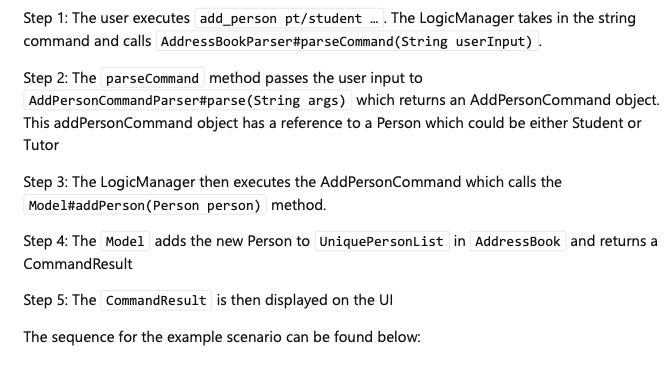 Step 1: The user executes add_person pt/student …. The LogicManager takes in the string
command and calls AddressBookParser#parseCommand(String userInput).
Step 2: The parseCommand method passes the user input to
AddPersonCommandParser#parse(String args) which returns an AddPersonCommand object.
This addPersonCommand object has a reference to a Person which could be either Student or
Tutor
Step 3: The LogicManager then executes the AddPersonCommand which calls the
Model#addPerson(Person person) method.
Step 4: The Model adds the new Person to UniquePersonList in AddressBook and returns a
CommandResult
Step 5: The CommandResult is then displayed on the UI
The sequence for the example scenario can be found below: